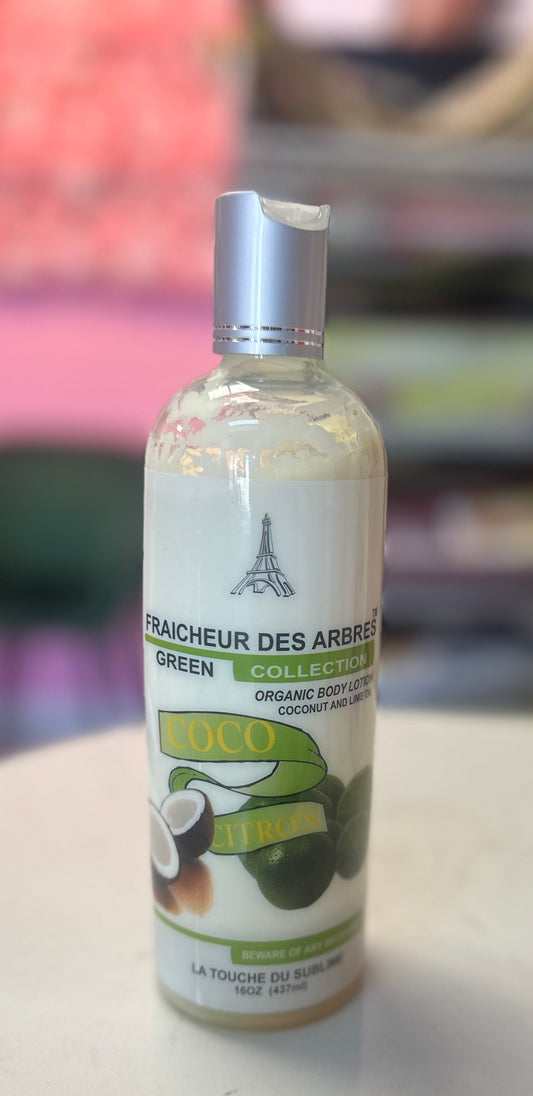 FRAICHEUR DES ARBRES™
GREEN COLLECTION
ORGANIC BODY LOTION
COCONUT AND LIME OIL
COCO
CITRON
BEWARE OF ANY
LA TOUCHE DU SUBLIME
16OZ (437ml)